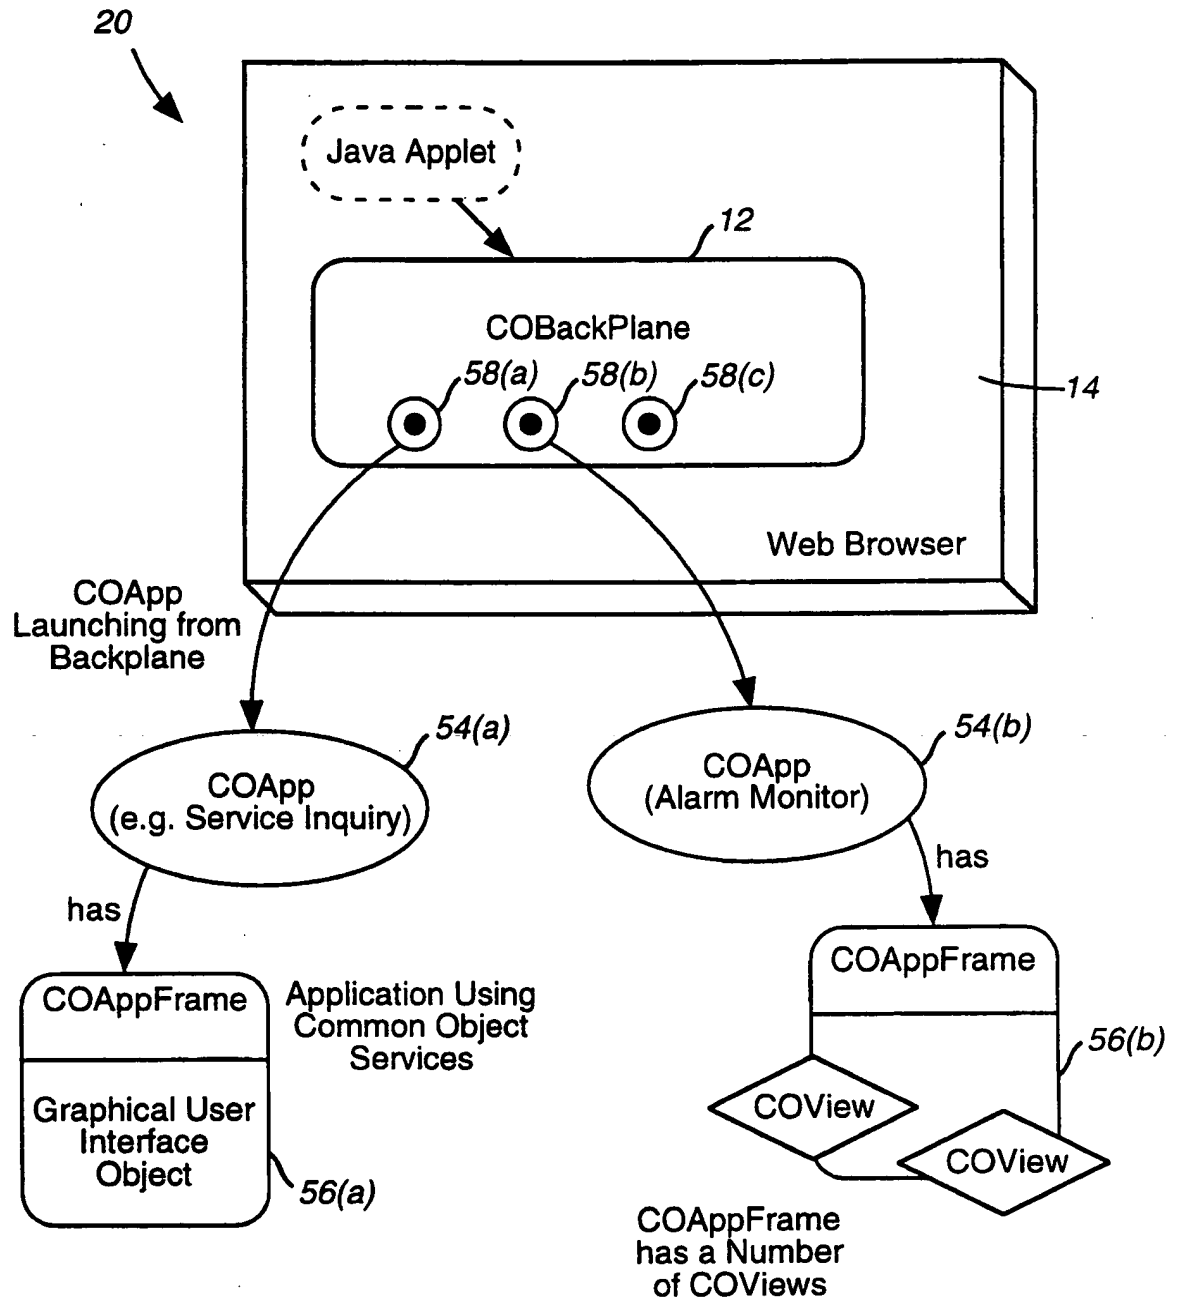 20
Java Applet
12
COBackPlane
58(a)
58(b)
58(c)
14
Web Browser
COApp
Launching from
Backplane
54(a)
COApp
(e.g. Service Inquiry)
54(b)
COApp
(Alarm Monitor)
has
has
COAppFrame
Graphical User
Interface
Object
56(a)
Application Using
Common Object
Services
COAppFrame
56(b)
COView
COView
COAppFrame
has a Number
of COViews